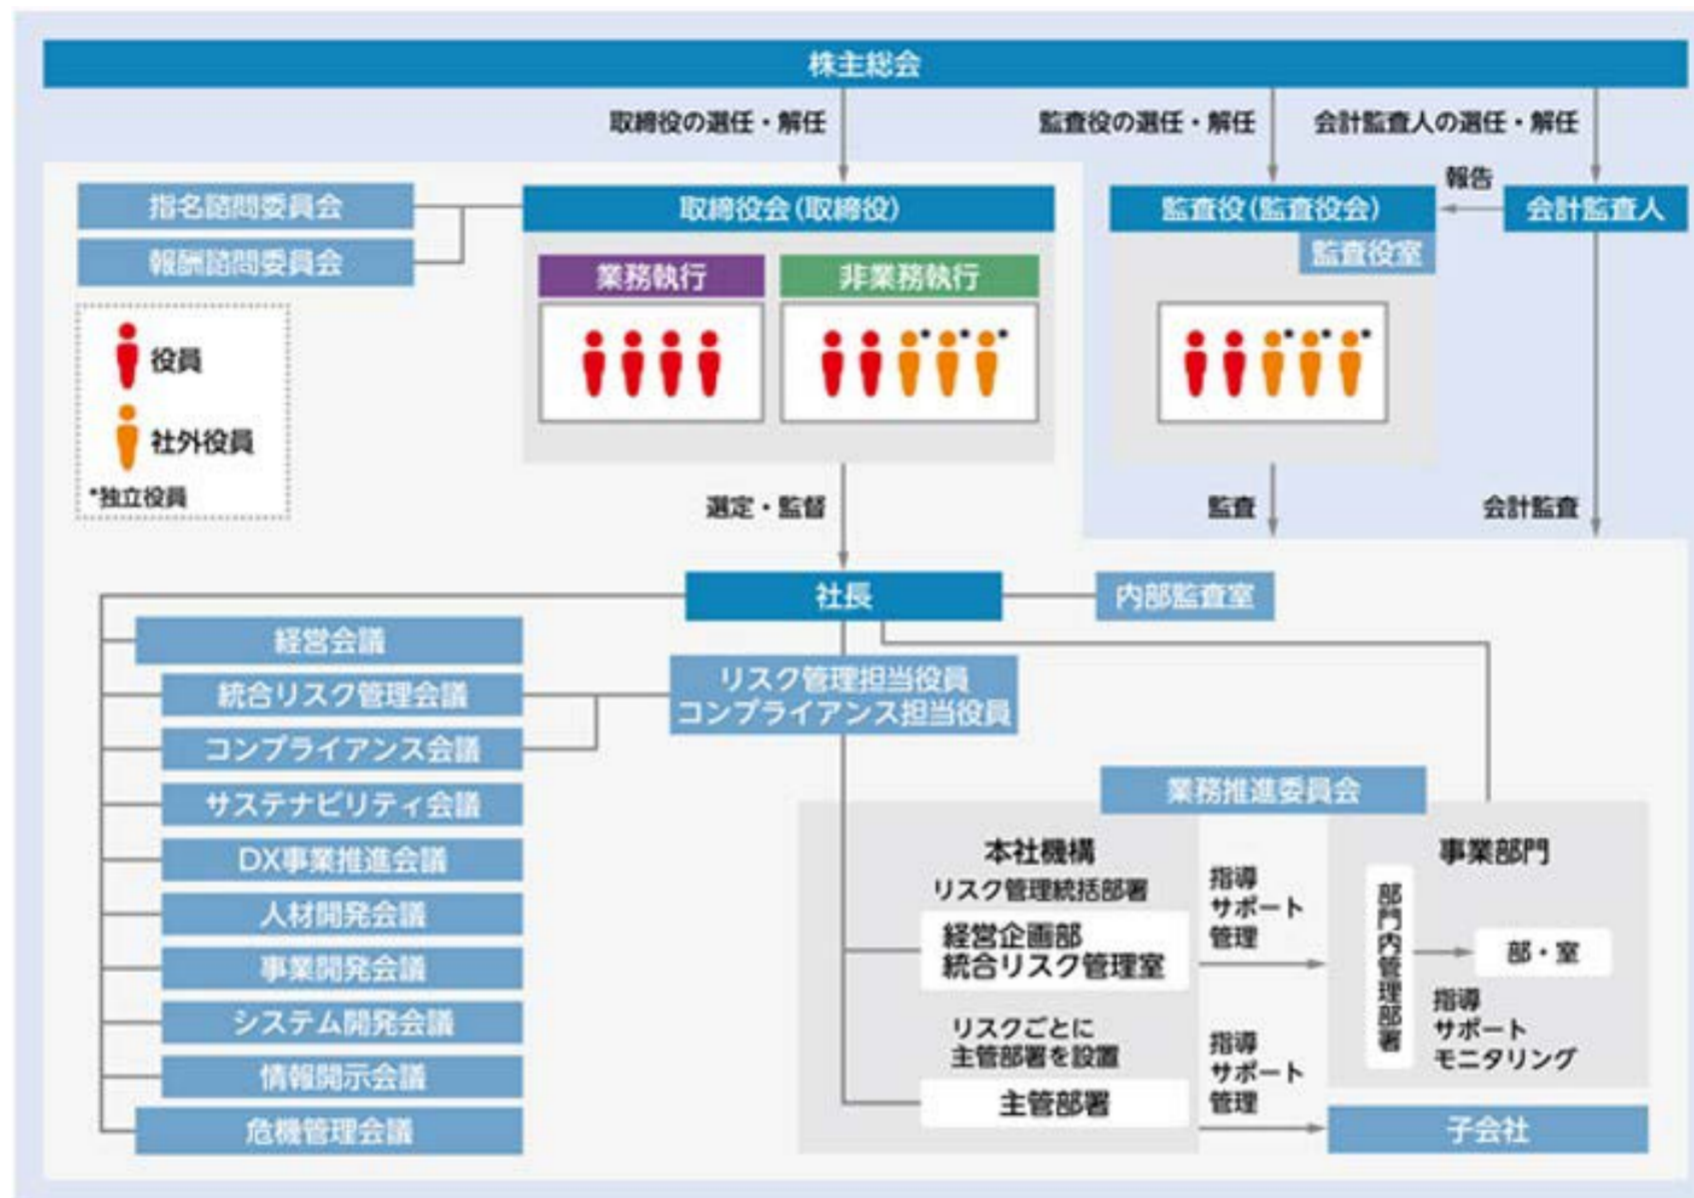 株主総会
取締役の選任・解任
監査役の選任・解任
会計監査人の選任・解任
指名諮問委員会
報酬諮問委員会
取締役会(取締役)
業務執行
非業務執行
* * *
監査役(監査役会)
監査役室
* * *
報告
会計監査人
役員
社外役員
*独立役員
選定・監督
監査
会計監査
社長
内部監査室
経営会議
統合リスク管理会議
コンプライアンス会議
サステナビリティ会議
DX事業推進会議
人材開発会議
事業開発会議
システム開発会議
情報開示会議
危機管理会議
リスク管理担当役員
コンプライアンス担当役員
業務推進委員会
本社機構
リスク管理統括部署
経営企画部
統合リスク管理室
リスクごとに
主管部署を設置
主管部署
指導
サポート
管理
指導
サポート
管理
事業部門
部門内管理部署
部・室
指導
サポート
モニタリング
子会社